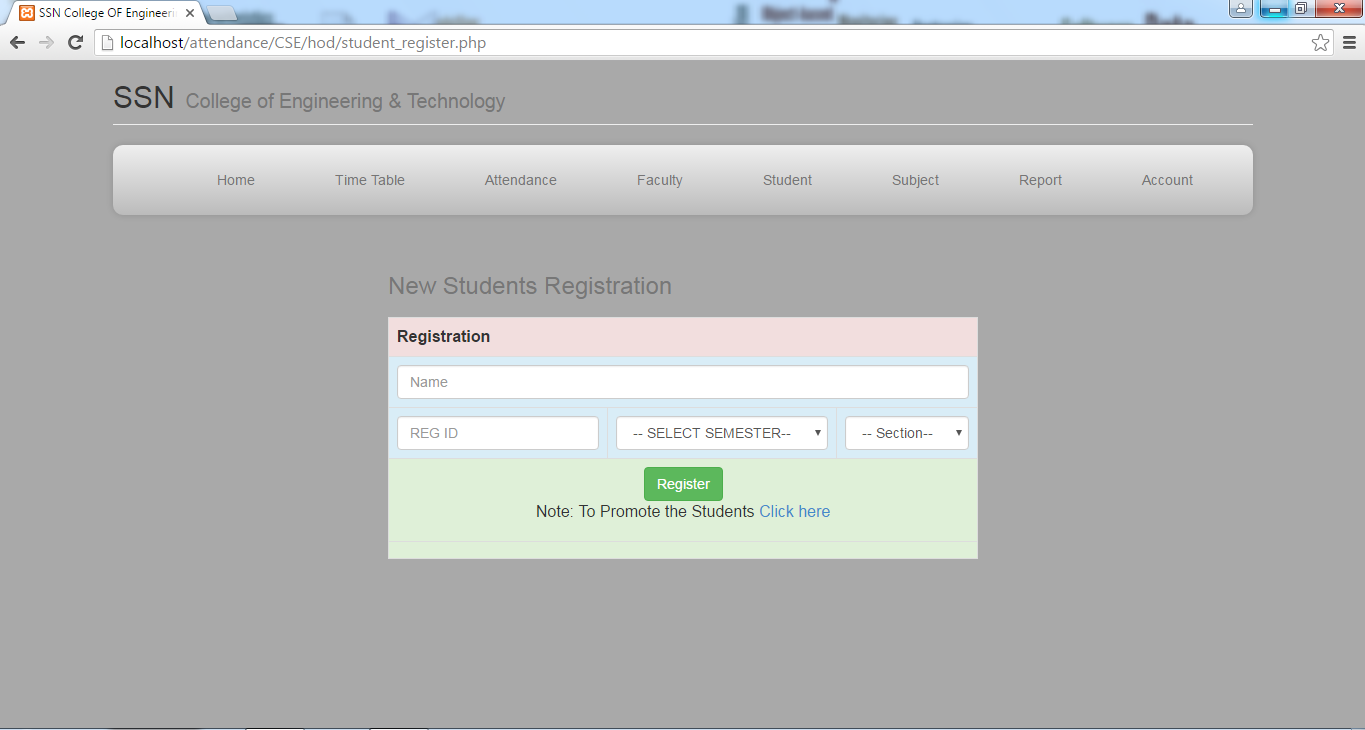 SSN College OF Engineeri
localhost/attendance/CSE/hod/student_register.php
SSN College of Engineering & Technology
Home Time Table Attendance Faculty Student Subject Report Account
New Students Registration
Registration
Name
REG ID -- SELECT SEMESTER-- -- Section--
Register
Note: To Promote the Students Click here